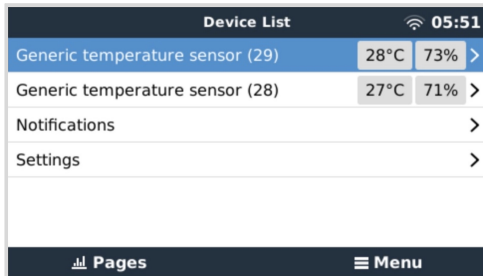 Device List 05:51
Generic temperature sensor (29) 28°C 73%
Generic temperature sensor (28) 27°C 71%
Notifications
Settings
Pages Menu